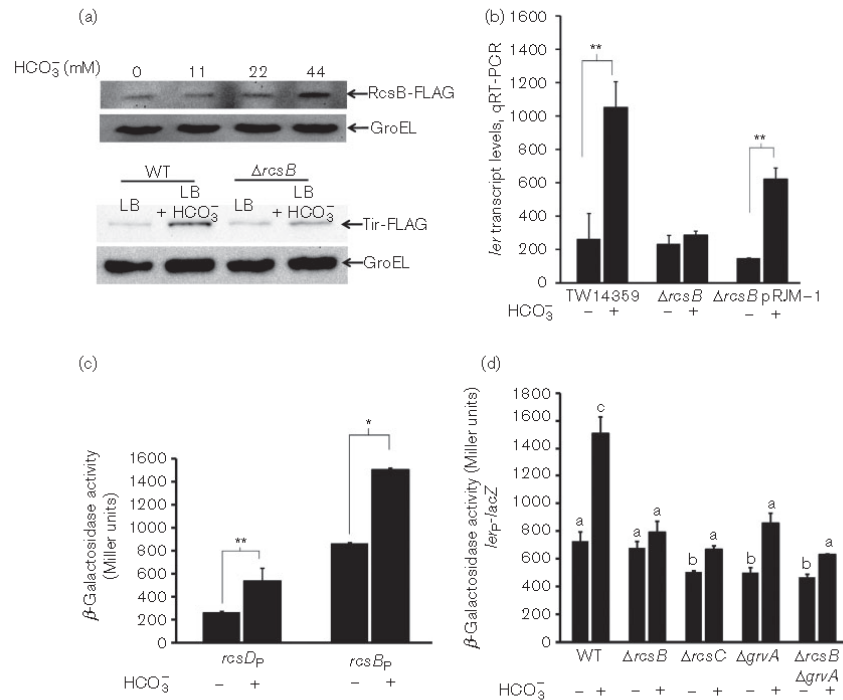 (a)
HCO₃⁻ (mM) 0 11 22 44
RcsB-FLAG
GroEL
WT ΔrcsB
LB LB + HCO₃⁻ LB LB + HCO₃⁻
Tir-FLAG
GroEL
(b)
ler transcript levels, qRT-PCR
1600
1400
1200
1000
800
600
400
200
0
** **
TW14359 ΔrcsB ΔrcsB pRJM-1
HCO₃⁻ – + – + – +
(c)
β-Galactosidase activity
(Miller units)
1600
1400
1200
1000
800
600
400
200
0
** *
rcsDP rcsBP
HCO₃⁻ – + – +
(d)
β-Galactosidase activity (Miller units)
lerP-lacZ
1800
1600
1400
1200
1000
800
600
400
200
0
a c a a b a b a b a
WT ΔrcsB ΔrcsC ΔgrvA ΔrcsB
ΔgrvA
HCO₃⁻ – + – + – + – + – +